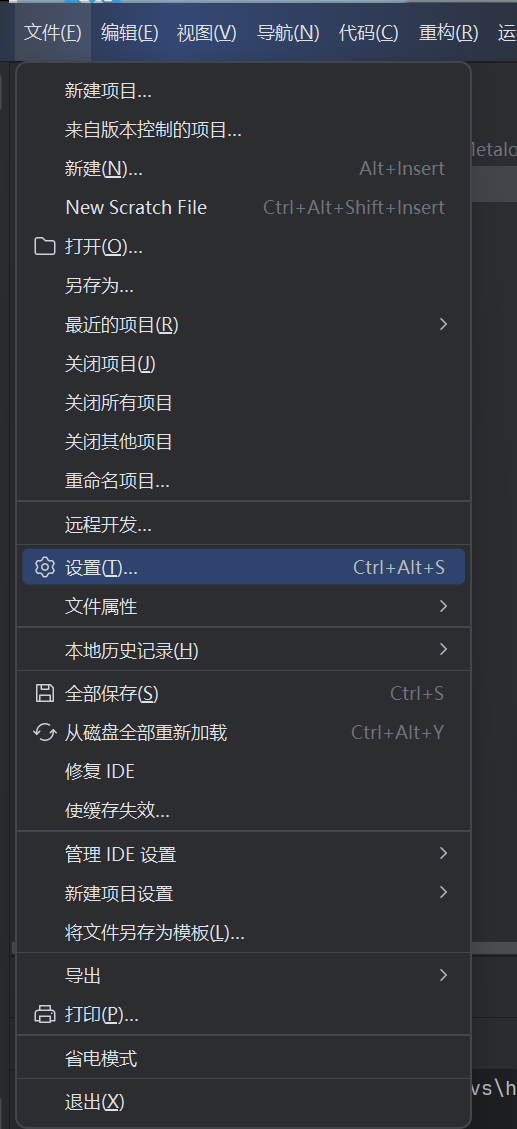 文件(F) 编辑(E) 视图(V) 导航(N) 代码(C) 重构(R) 运
新建项目...
来自版本控制的项目...
新建(N)... Alt+Insert
New Scratch File Ctrl+Alt+Shift+Insert
打开(O)...
另存为...
最近的项目(R)
关闭项目(J)
关闭所有项目
关闭其他项目
重命名项目...
远程开发...
设置(T)... Ctrl+Alt+S
文件属性
本地历史记录(H)
全部保存(S) Ctrl+S
从磁盘全部重新加载 Ctrl+Alt+Y
修复 IDE
使缓存失效...
管理 IDE 设置
新建项目设置
将文件另存为模板(L)...
导出
打印(P)...
省电模式
vs\h
退出(X)